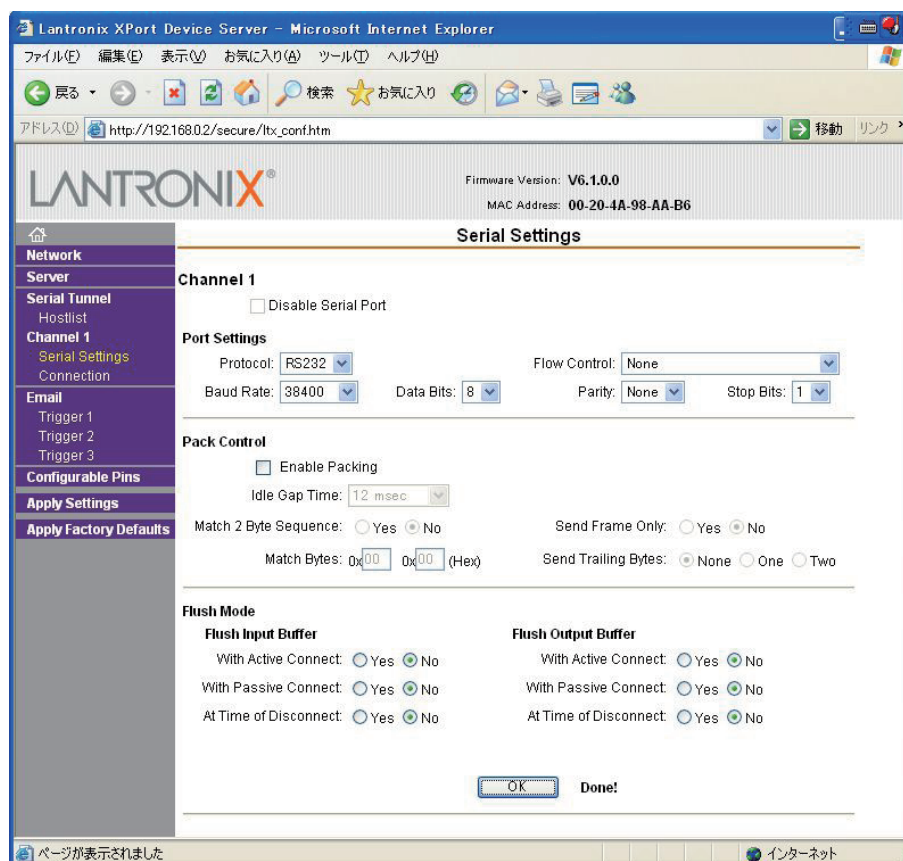 Lantronix XPort Device Server - Microsoft Internet Explorer
ファイル(F) 編集(E) 表示(V) お気に入り(A) ツール(T) ヘルプ(H)
戻る 検索 お気に入り
アドレス(D) http://192.168.0.2/secure/ltx_conf.htm 移動 リンク »
LANTRONIX®
Firmware Version: V6.1.0.0
MAC Address: 00-20-4A-98-AA-B6
Network
Server
Serial Tunnel
Hostlist
Channel 1
Serial Settings
Connection
Email
Trigger 1
Trigger 2
Trigger 3
Configurable Pins
Apply Settings
Apply Factory Defaults
Serial Settings
Channel 1
Disable Serial Port
Port Settings
Protocol: RS232 Flow Control: None
Baud Rate: 38400 Data Bits: 8 Parity: None Stop Bits: 1
Pack Control
Enable Packing
Idle Gap Time: 12 msec
Match 2 Byte Sequence: Yes No Send Frame Only: Yes No
Match Bytes: 0x00 0x00 (Hex) Send Trailing Bytes: None One Two
Flush Mode
Flush Input Buffer Flush Output Buffer
With Active Connect: Yes No With Active Connect: Yes No
With Passive Connect: Yes No With Passive Connect: Yes No
At Time of Disconnect: Yes No At Time of Disconnect: Yes No
OK Done!
ページが表示されました インターネット